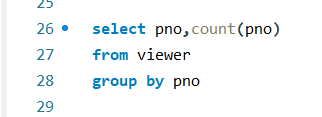 25
26 select pno,count(pno)
27 from viewer
28 group by pno
29